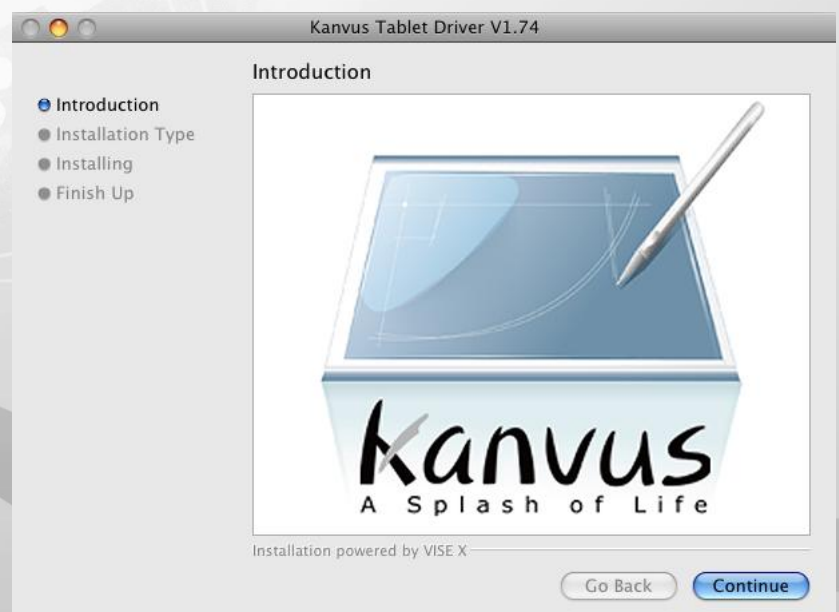 Kanvus Tablet Driver V1.74
Introduction
Introduction
Installation Type
Installing
Finish Up
kanvus
A Splash of Life
Installation powered by VISE X
Go Back
Continue